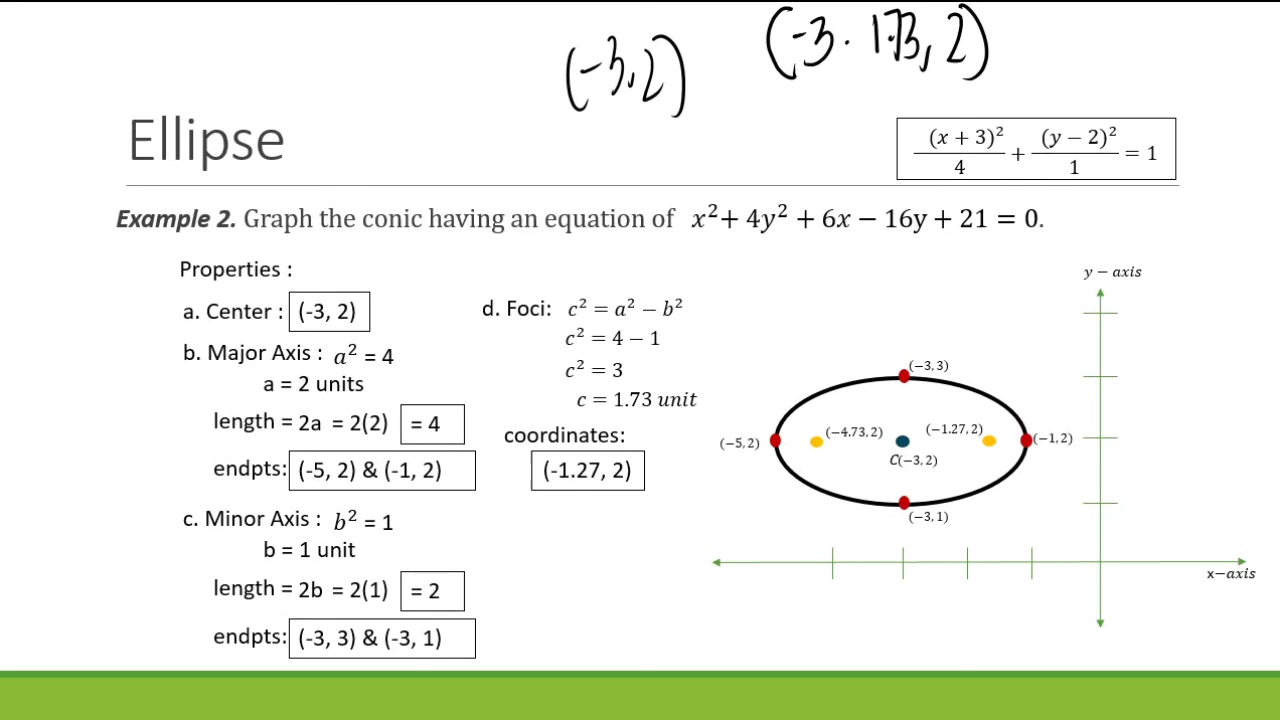 (-3,2) (-3. 1.73, 2)
Ellipse
(x + 3)²/4 + (y − 2)²/1 = 1
Example 2. Graph the conic having an equation of x² + 4y² + 6x − 16y + 21 = 0.
Properties :
a. Center : (-3, 2)
b. Major Axis : a² = 4
a = 2 units
length = 2a = 2(2) = 4
endpts: (-5, 2) & (-1, 2)
c. Minor Axis : b² = 1
b = 1 unit
length = 2b = 2(1) = 2
endpts: (-3, 3) & (-3, 1)
d. Foci: c² = a² − b²
c² = 4 − 1
c² = 3
c = 1.73 unit
coordinates:
(-1.27, 2)
y − axis
(−3, 3)
(−5, 2)
(−4.73, 2)
(−1.27, 2)
(−1, 2)
C(−3, 2)
(−3, 1)
x−axis